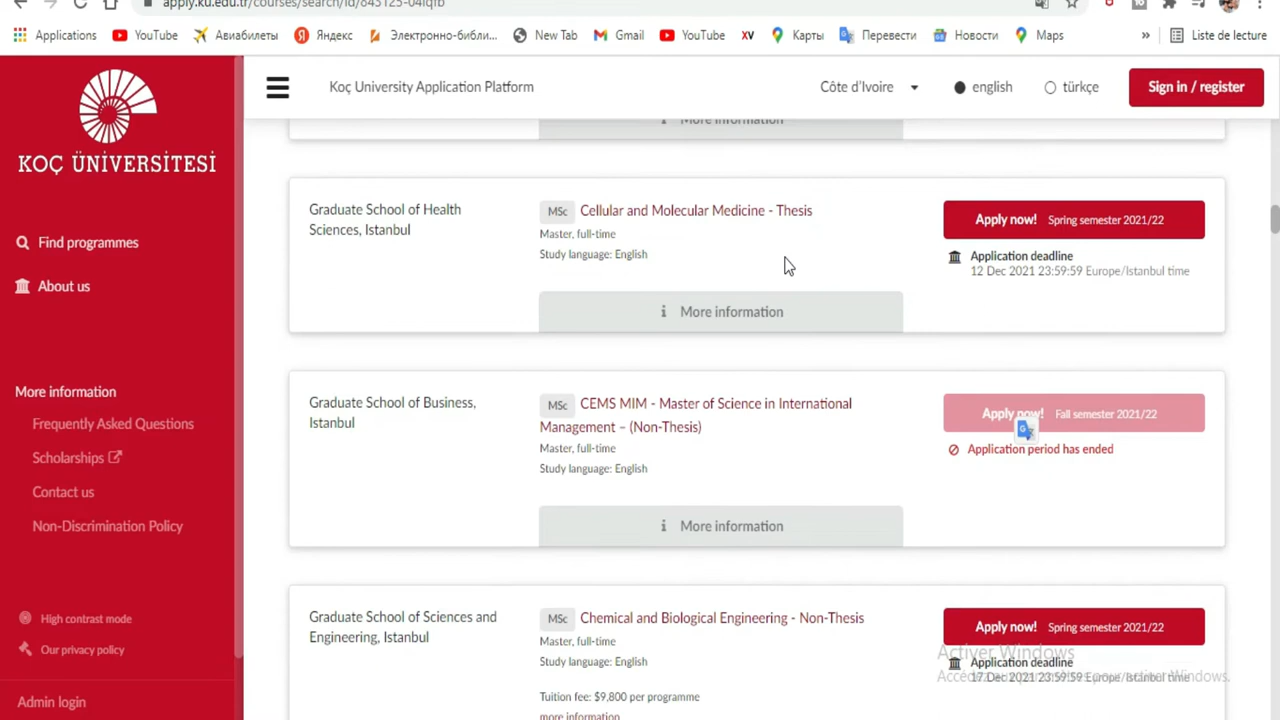 apply.ku.edu.tr/courses/search/id/843125-04iqfb
Applications YouTube Авиабилеты Яндекс Электронно-библи... New Tab Gmail YouTube XV Карты Перевести Новости Maps » Liste de lecture
KOÇ ÜNİVERSİTESİ
Find programmes
About us
More information
Frequently Asked Questions
Scholarships
Contact us
Non-Discrimination Policy
High contrast mode
Our privacy policy
Admin login
Koç University Application Platform
Côte d'Ivoire
english
türkçe
Sign in / register
More information
Graduate School of Health
Sciences, Istanbul
MSc Cellular and Molecular Medicine - Thesis
Master, full-time
Study language: English
More information
Apply now! Spring semester 2021/22
Application deadline
12 Dec 2021 23:59:59 Europe/Istanbul time
Graduate School of Business,
Istanbul
MSc CEMS MIM - Master of Science in International
Management – (Non-Thesis)
Master, full-time
Study language: English
More information
Apply now! Fall semester 2021/22
Application period has ended
Graduate School of Sciences and
Engineering, Istanbul
MSc Chemical and Biological Engineering - Non-Thesis
Master, full-time
Study language: English
Tuition fee: $9,800 per programme
more information
Apply now! Spring semester 2021/22
Activer Windows
Application deadline
17 Dec 2021 23:59:59 Europe/Istanbul time